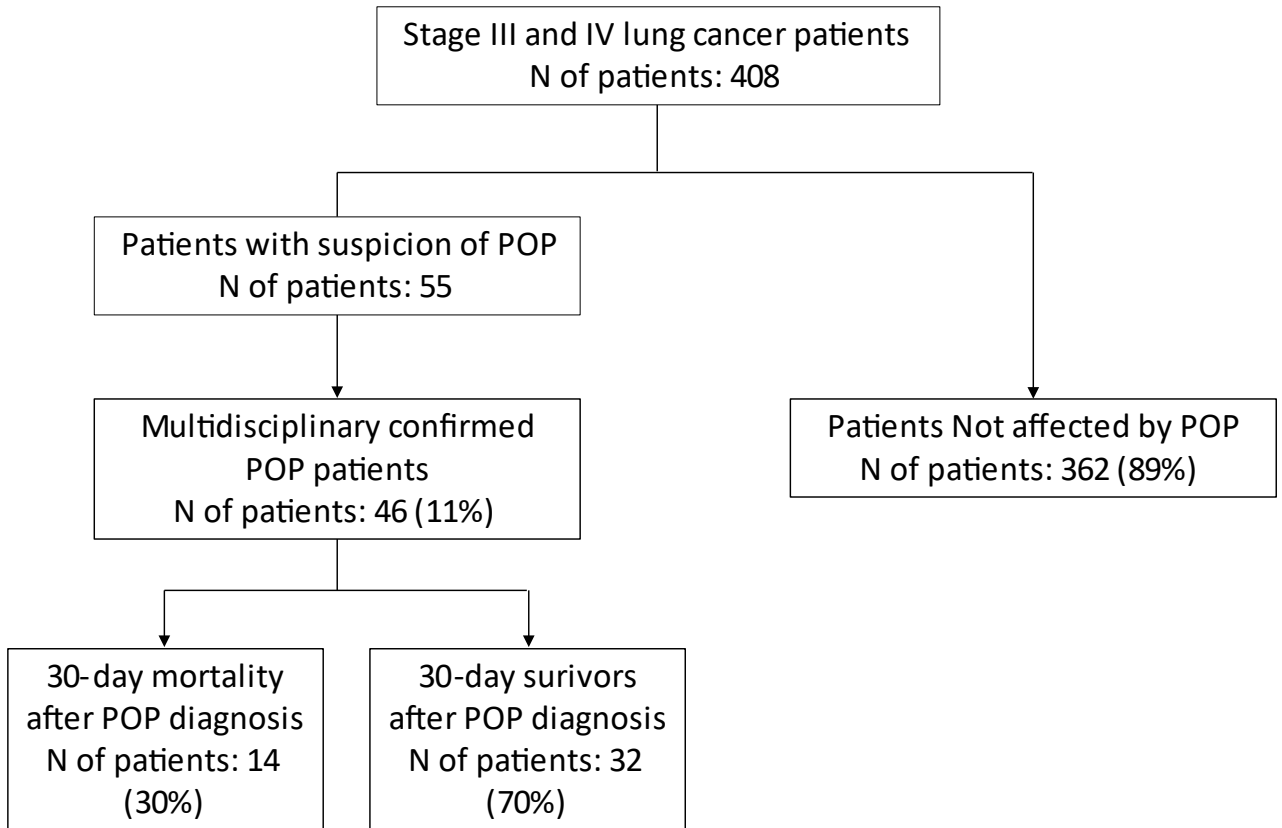 Stage III and IV lung cancer patients
N of patients: 408
Patients with suspicion of POP
N of patients: 55
Multidisciplinary confirmed
POP patients
N of patients: 46 (11%)
Patients Not affected by POP
N of patients: 362 (89%)
30-day mortality
after POP diagnosis
N of patients: 14
(30%)
30-day surivors
after POP diagnosis
N of patients: 32
(70%)